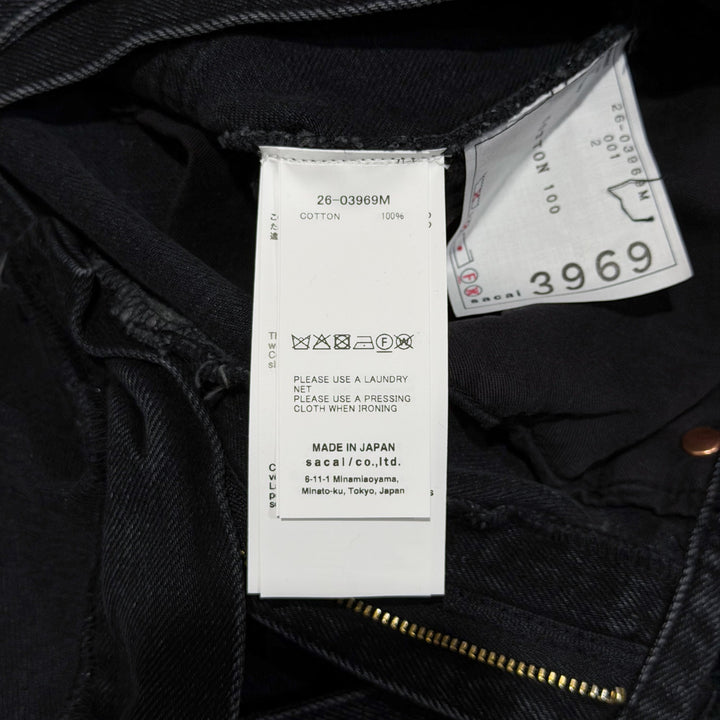 26-03969M
COTTON 100%
PLEASE USE A LAUNDRY
NET
PLEASE USE A PRESSING
CLOTH WHEN IRONING
MADE IN JAPAN
sacai/co.,ltd.
6-11-1 Minamiaoyama,
Minato-ku, Tokyo, Japan
26-03969M
001
2
COTTON 100
sacai
3969